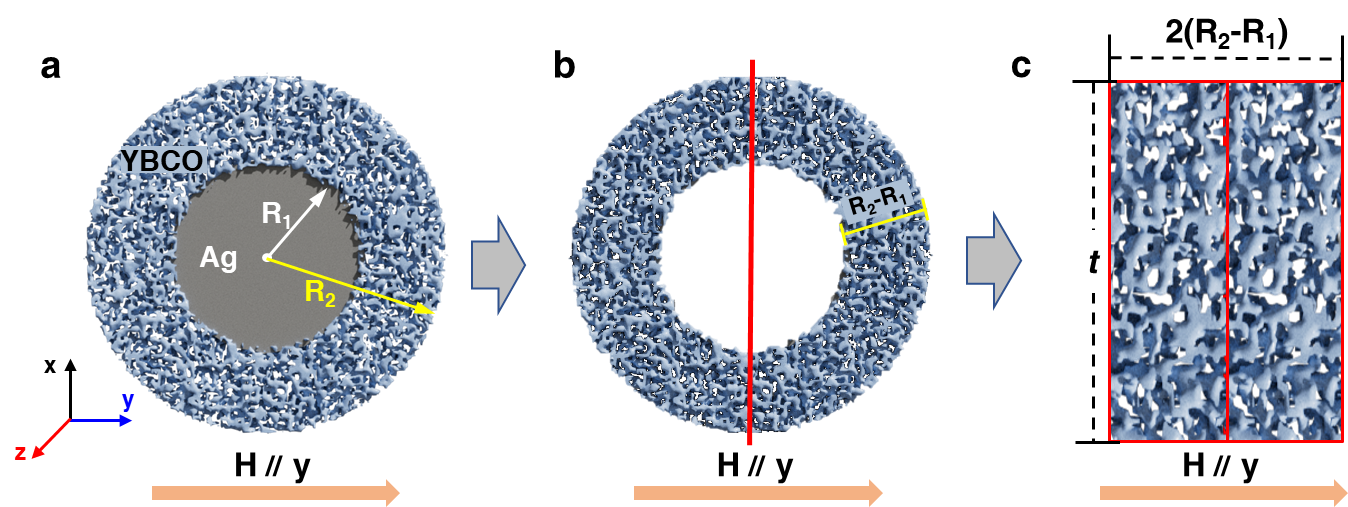 a
YBCO
R₁
Ag
R₂
x
y
z
H // y
b
R₂-R₁
H // y
c
2(R₂-R₁)
t
H // y